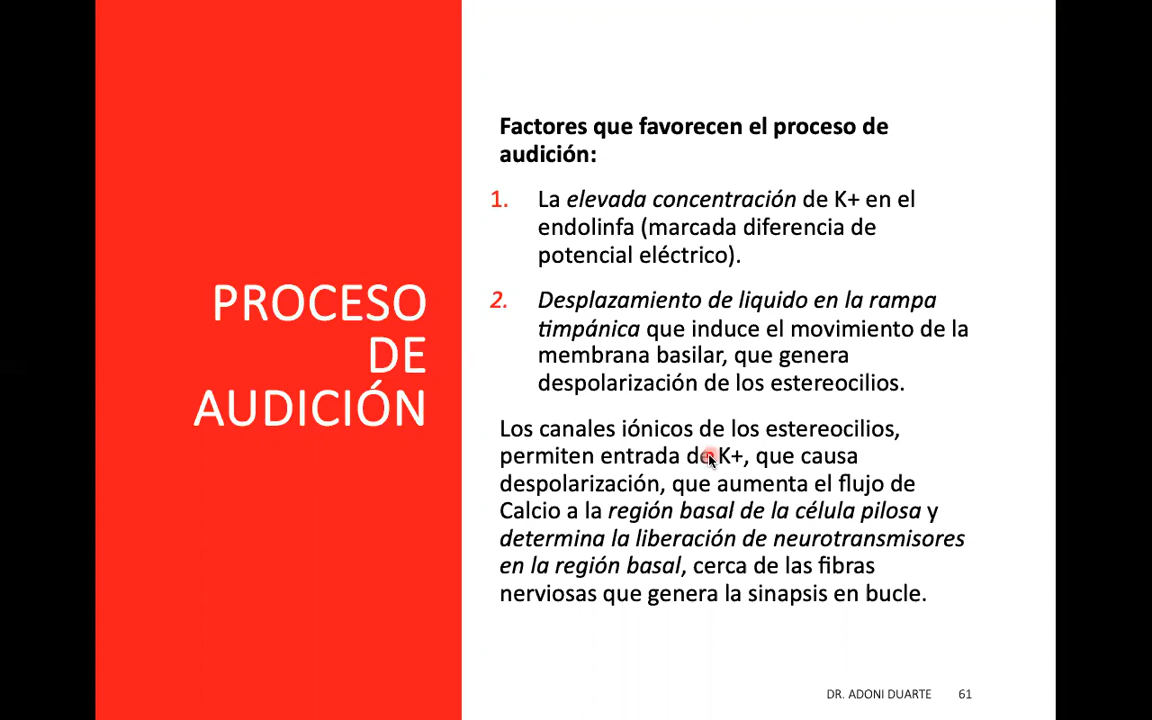 PROCESO
DE
AUDICIÓN
Factores que favorecen el proceso de
audición:
1. La elevada concentración de K+ en el
endolinfa (marcada diferencia de
potencial eléctrico).
2. Desplazamiento de liquido en la rampa
timpánica que induce el movimiento de la
membrana basilar, que genera
despolarización de los estereocilios.
Los canales iónicos de los estereocilios,
permiten entrada de K+, que causa
despolarización, que aumenta el flujo de
Calcio a la región basal de la célula pilosa y
determina la liberación de neurotransmisores
en la región basal, cerca de las fibras
nerviosas que genera la sinapsis en bucle.
DR. ADONI DUARTE 61